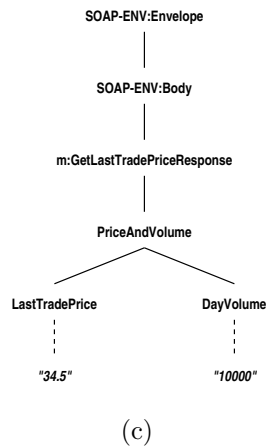 SOAP-ENV:Envelope
SOAP-ENV:Body
m:GetLastTradePriceResponse
PriceAndVolume
LastTradePrice DayVolume
"34.5" "10000"
(c)